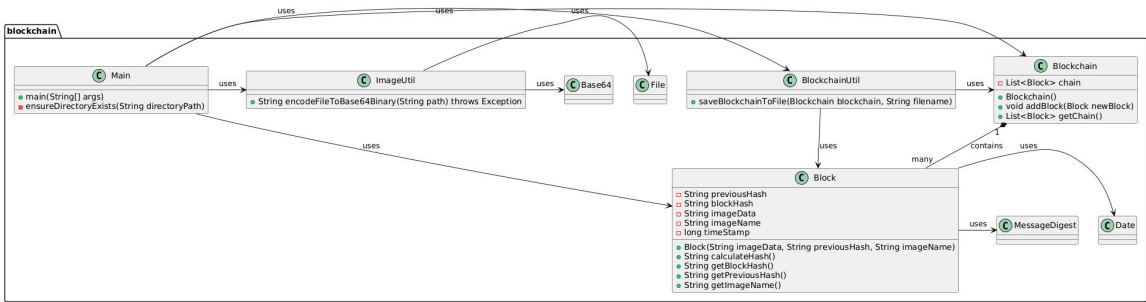 blockchain
uses
uses
uses
C Main
main(String[] args)
ensureDirectoryExists(String directoryPath)
uses
C ImageUtil
String encodeFileToBase64Binary(String path) throws Exception
uses
C Base64
C File
C BlockchainUtil
saveBlockchainToFile(Blockchain blockchain, String filename)
uses
C Blockchain
List<Block> chain
Blockchain()
void addBlock(Block newBlock)
List<Block> getChain()
uses
uses
1
contains
many
uses
C Block
String previousHash
String blockHash
String imageData
String imageName
long timeStamp
Block(String imageData, String previousHash, String imageName)
String calculateHash()
String getBlockHash()
String getPreviousHash()
String getImageName()
uses
C MessageDigest
C Date